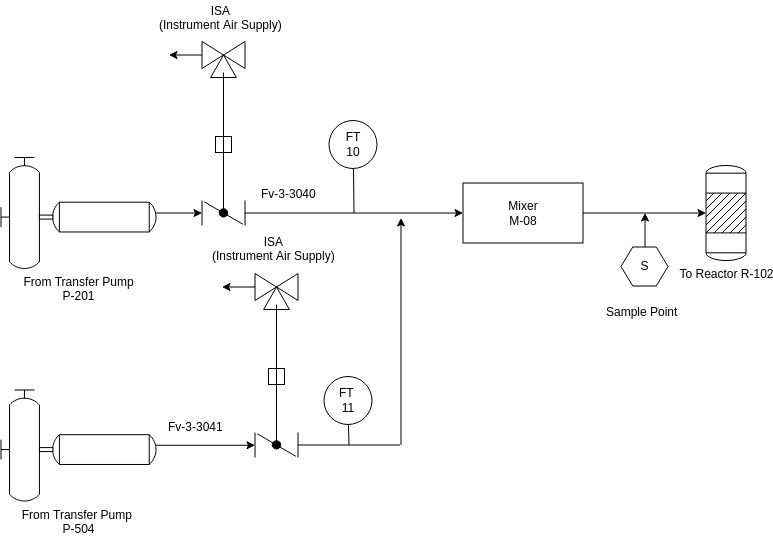 ISA
(Instrument Air Supply)
FT
10
Fv-3-3040
Mixer
M-08
ISA
(Instrument Air Supply)
S
To Reactor R-102
From Transfer Pump
P-201
Sample Point
FT
11
Fv-3-3041
From Transfer Pump
P-504